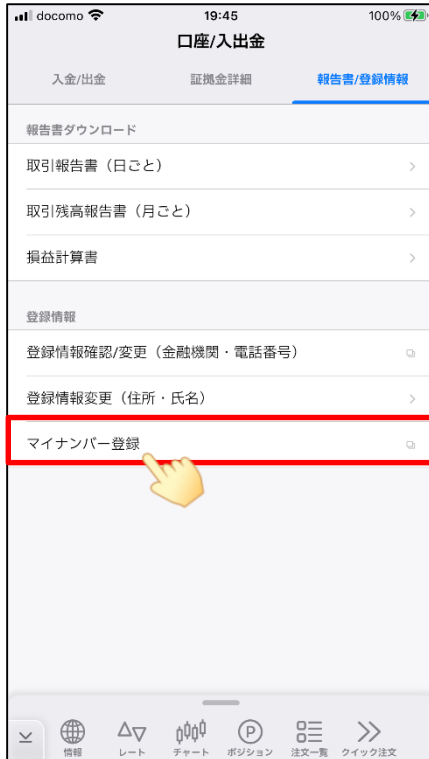 docomo 19:45 100%
口座/入出金
入金/出金 証拠金詳細 報告書/登録情報
報告書ダウンロード
取引報告書（日ごと）
取引残高報告書（月ごと）
損益計算書
登録情報
登録情報確認/変更（金融機関・電話番号）
登録情報変更（住所・氏名）
マイナンバー登録
P
情報 レート チャート ポジション 注文一覧 クイック注文